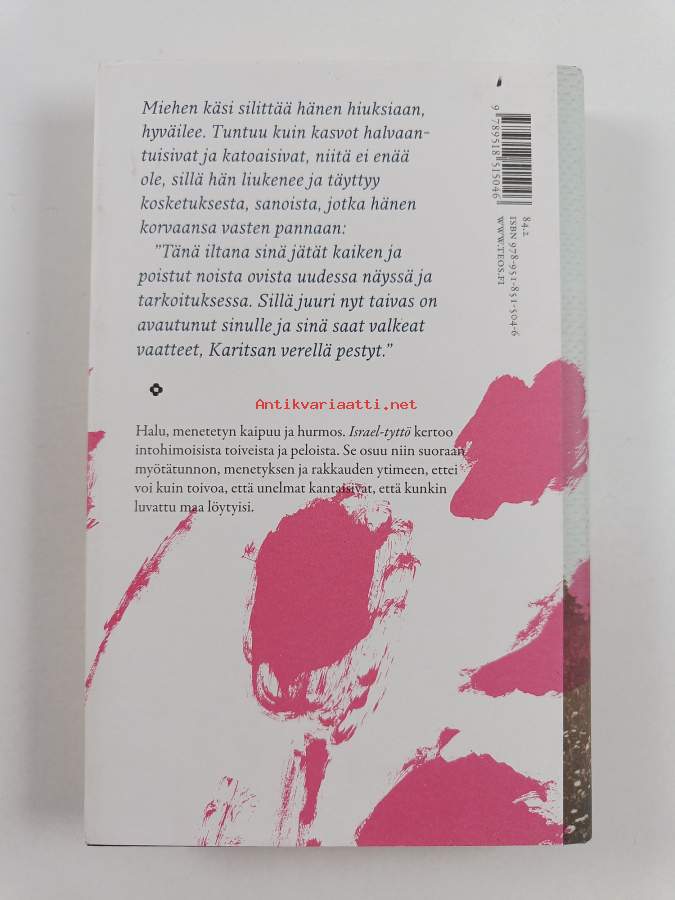 Miehen käsi silittää hänen hiuksiaan,
hyväilee. Tuntuu kuin kasvot halvaan-
tuisivat ja katoaisivat, niitä ei enää
ole, sillä hän liukenee ja täyttyy
kosketuksesta, sanoista, jotka hänen
korvaansa vasten pannaan:
"Tänä iltana sinä jätät kaiken ja
poistut noista ovista uudessa näyssä ja
tarkoituksessa. Sillä juuri nyt taivas on
avautunut sinulle ja sinä saat valkeat
vaatteet, Karitsan verellä pestyt."
Antikvariaatti.net
Halu, menetetyn kaipuu ja hurmos. Israel-tyttö kertoo
intohimoisista toiveista ja peloista. Se osuu niin suoraan
myötätunnon, menetyksen ja rakkauden ytimeen, ettei
voi kuin toivoa, että unelmat kantaisivat, että kunkin
luvattu maa löytyisi.
9 789518 515046
84.2
ISBN 978-951-851-504-6
WWW.TEOS.FI